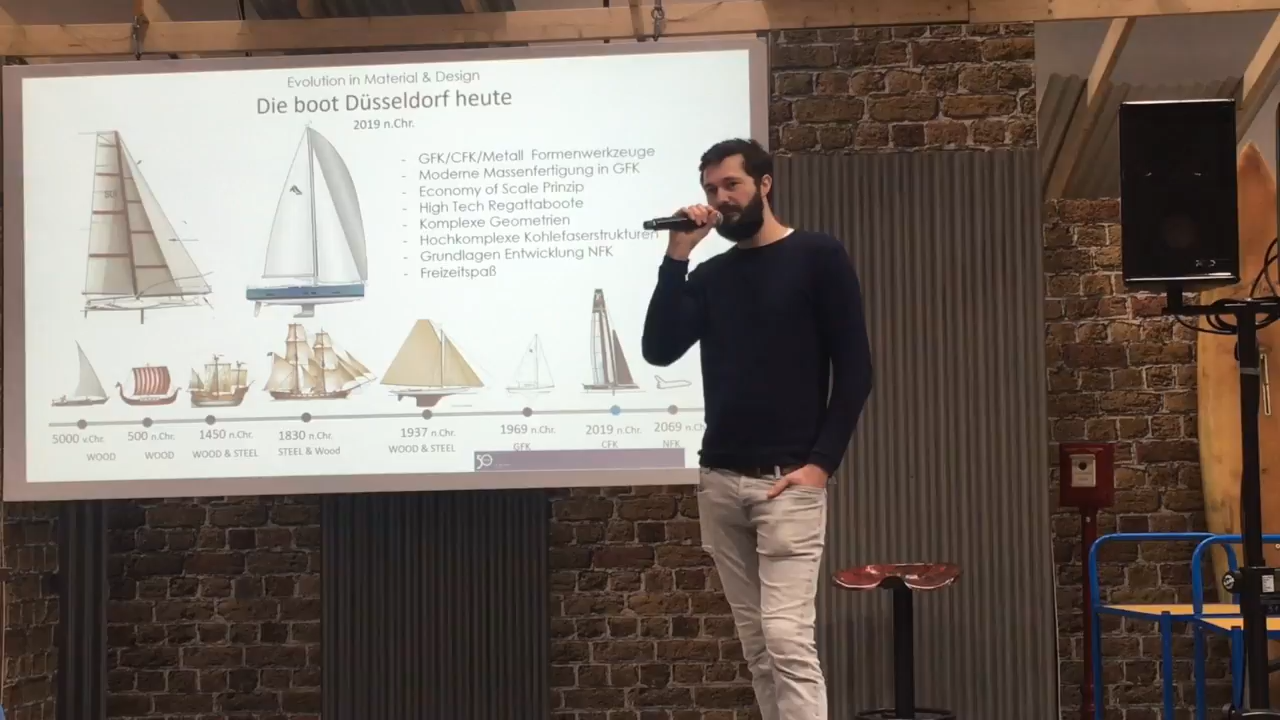 Evolution in Material & Design
Die boot Düsseldorf heute
2019 n.Chr.
- GFK/CFK/Metall Formenwerkzeuge
- Moderne Massenfertigung in GFK
- Economy of Scale Prinzip
- High Tech Regattaboote
- Komplexe Geometrien
- Hochkomplexe Kohlefaserstrukturen
- Grundlagen Entwicklung NFK
- Freizeitspaß
5000 v.Chr. 500 n.Chr. 1450 n.Chr. 1830 n.Chr. 1937 n.Chr. 1969 n.Chr. 2019 n.Chr. 2069 n.Ch
WOOD WOOD WOOD & STEEL STEEL & Wood WOOD & STEEL GFK CFK NFK
50